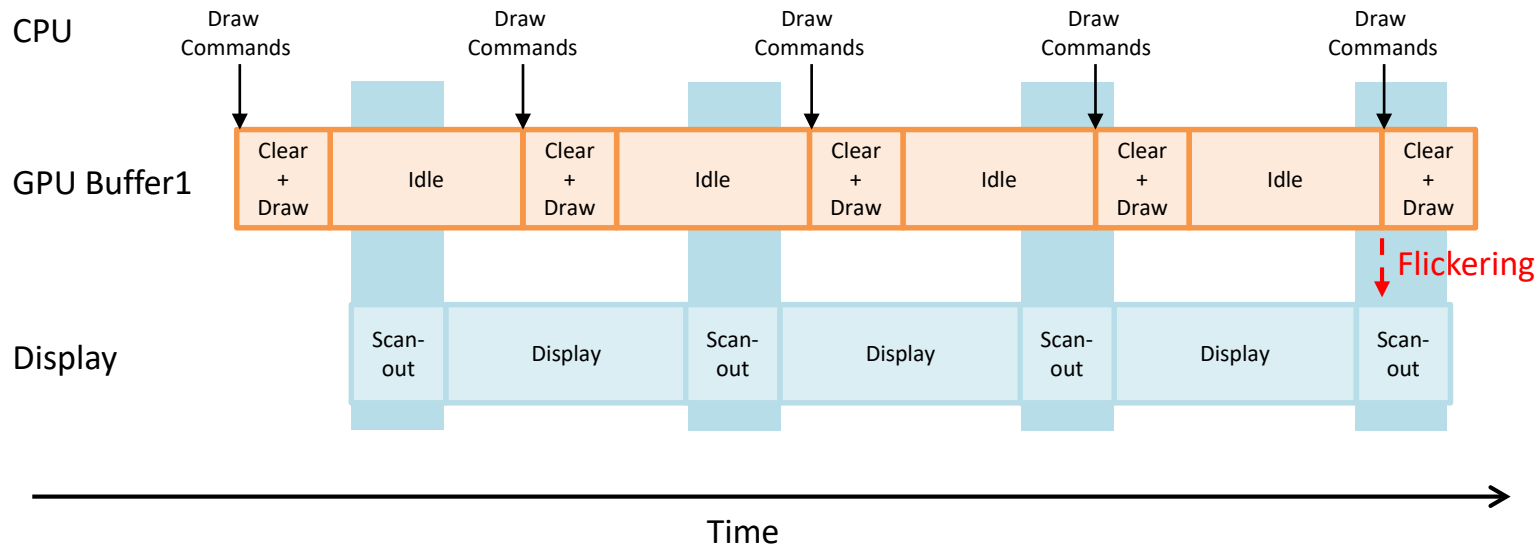 CPU
Draw
Commands
Draw
Commands
Draw
Commands
Draw
Commands
Draw
Commands
GPU Buffer1
Clear
+
Draw
Idle
Clear
+
Draw
Idle
Clear
+
Draw
Idle
Clear
+
Draw
Idle
Clear
+
Draw
Flickering
Display
Scan-
out
Display
Scan-
out
Display
Scan-
out
Display
Scan-
out
Time